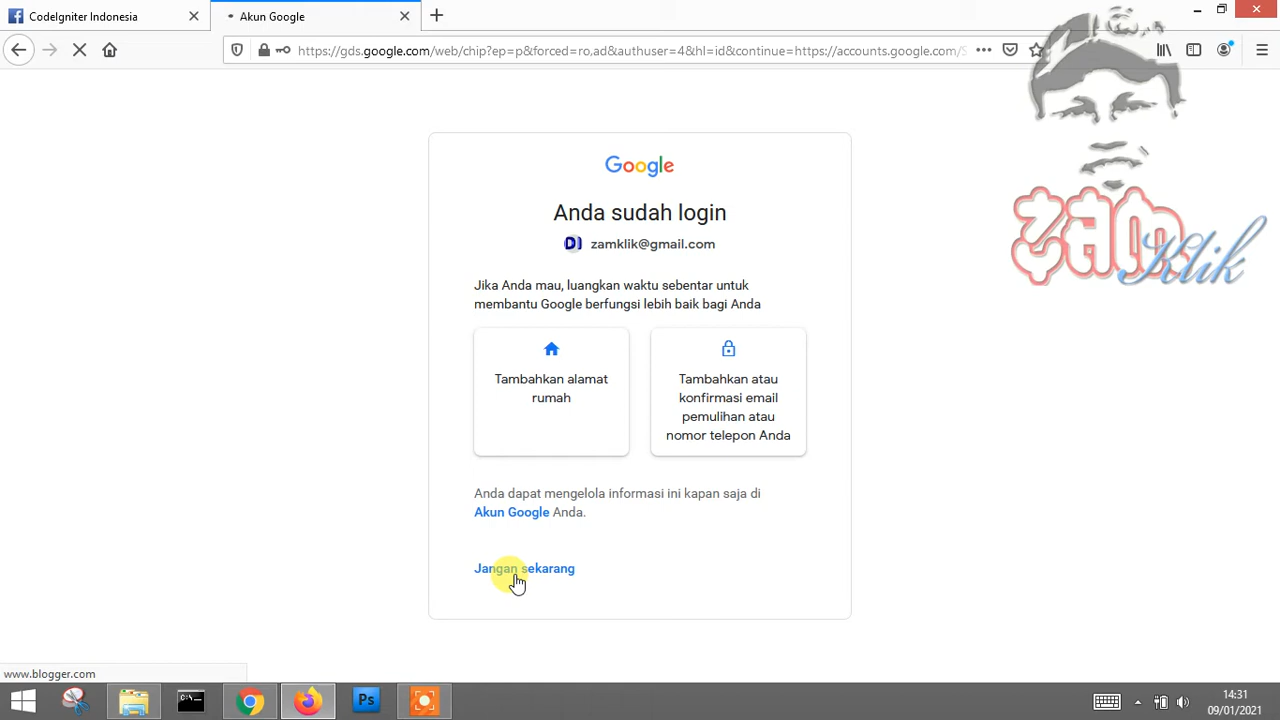 CodeIgniter Indonesia
Akun Google
https://gds.google.com/web/chip?ep=p&forced=ro,ad&authuser=4&hl=id&continue=https://accounts.google.com/S
Google
Anda sudah login
D zamklik@gmail.com
Jika Anda mau, luangkan waktu sebentar untuk
membantu Google berfungsi lebih baik bagi Anda
Tambahkan alamat
rumah
Tambahkan atau
konfirmasi email
pemulihan atau
nomor telepon Anda
Anda dapat mengelola informasi ini kapan saja di
Akun Google Anda.
Jangan sekarang
ZAM
Klik
www.blogger.com
Ps
14:31
09/01/2021